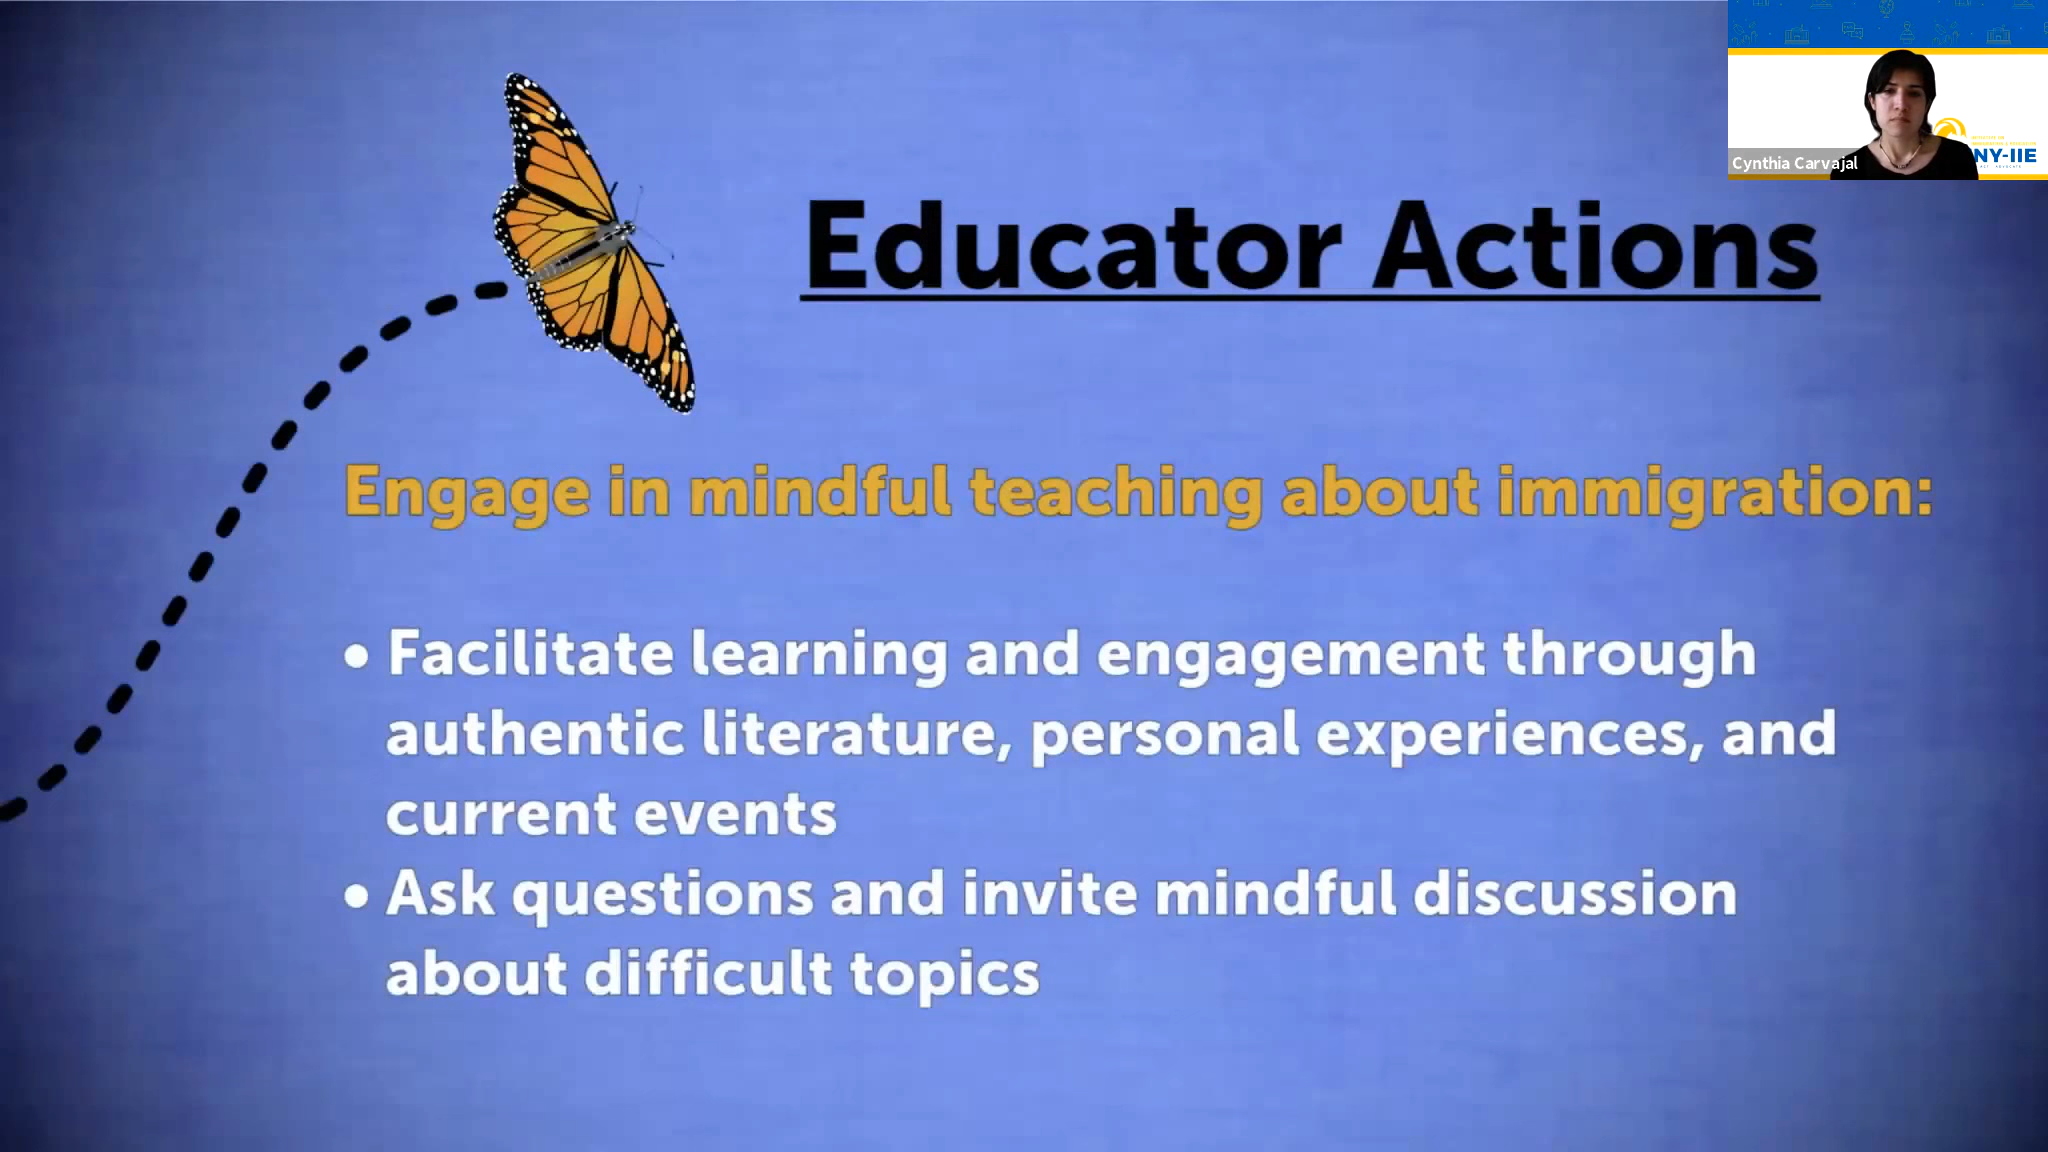 Cynthia Carvajal
NY-IIE
Educator Actions
Engage in mindful teaching about immigration:
• Facilitate learning and engagement through
authentic literature, personal experiences, and
current events
• Ask questions and invite mindful discussion
about difficult topics